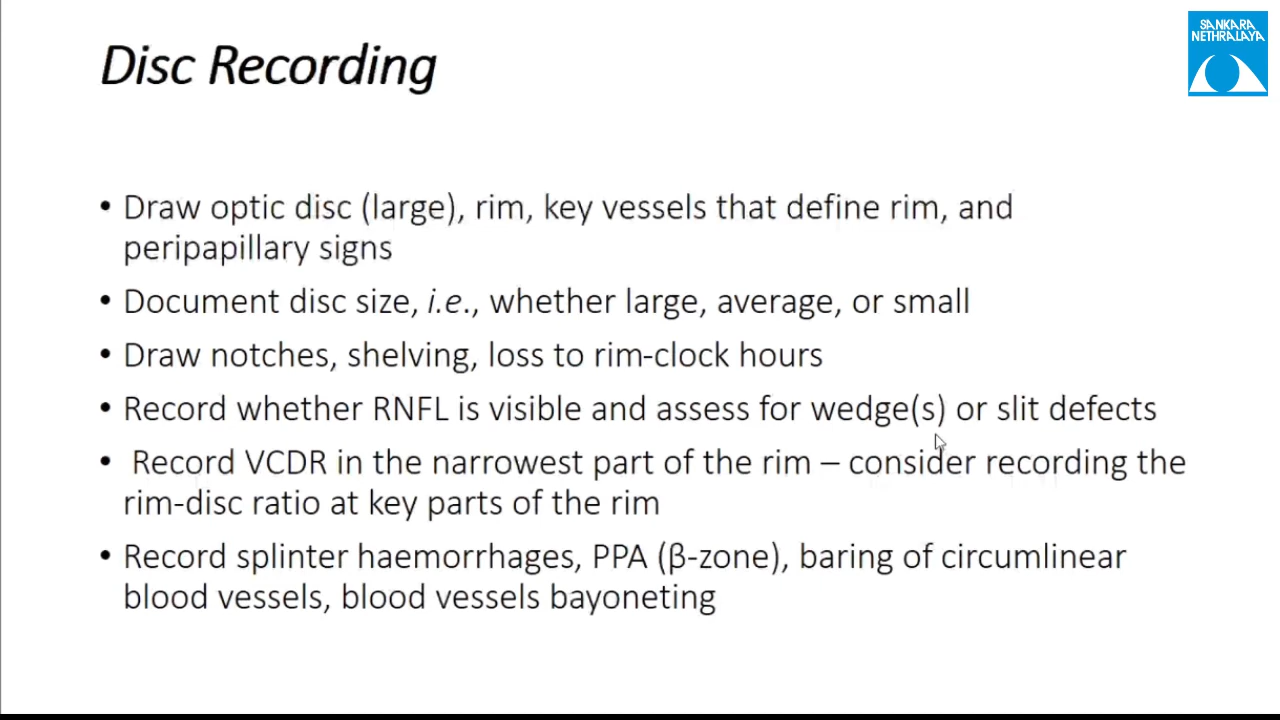 SANKARA
NETHRALAYA
Disc Recording
• Draw optic disc (large), rim, key vessels that define rim, and
peripapillary signs
• Document disc size, i.e., whether large, average, or small
• Draw notches, shelving, loss to rim-clock hours
• Record whether RNFL is visible and assess for wedge(s) or slit defects
• Record VCDR in the narrowest part of the rim – consider recording the
rim-disc ratio at key parts of the rim
• Record splinter haemorrhages, PPA (β-zone), baring of circumlinear
blood vessels, blood vessels bayoneting